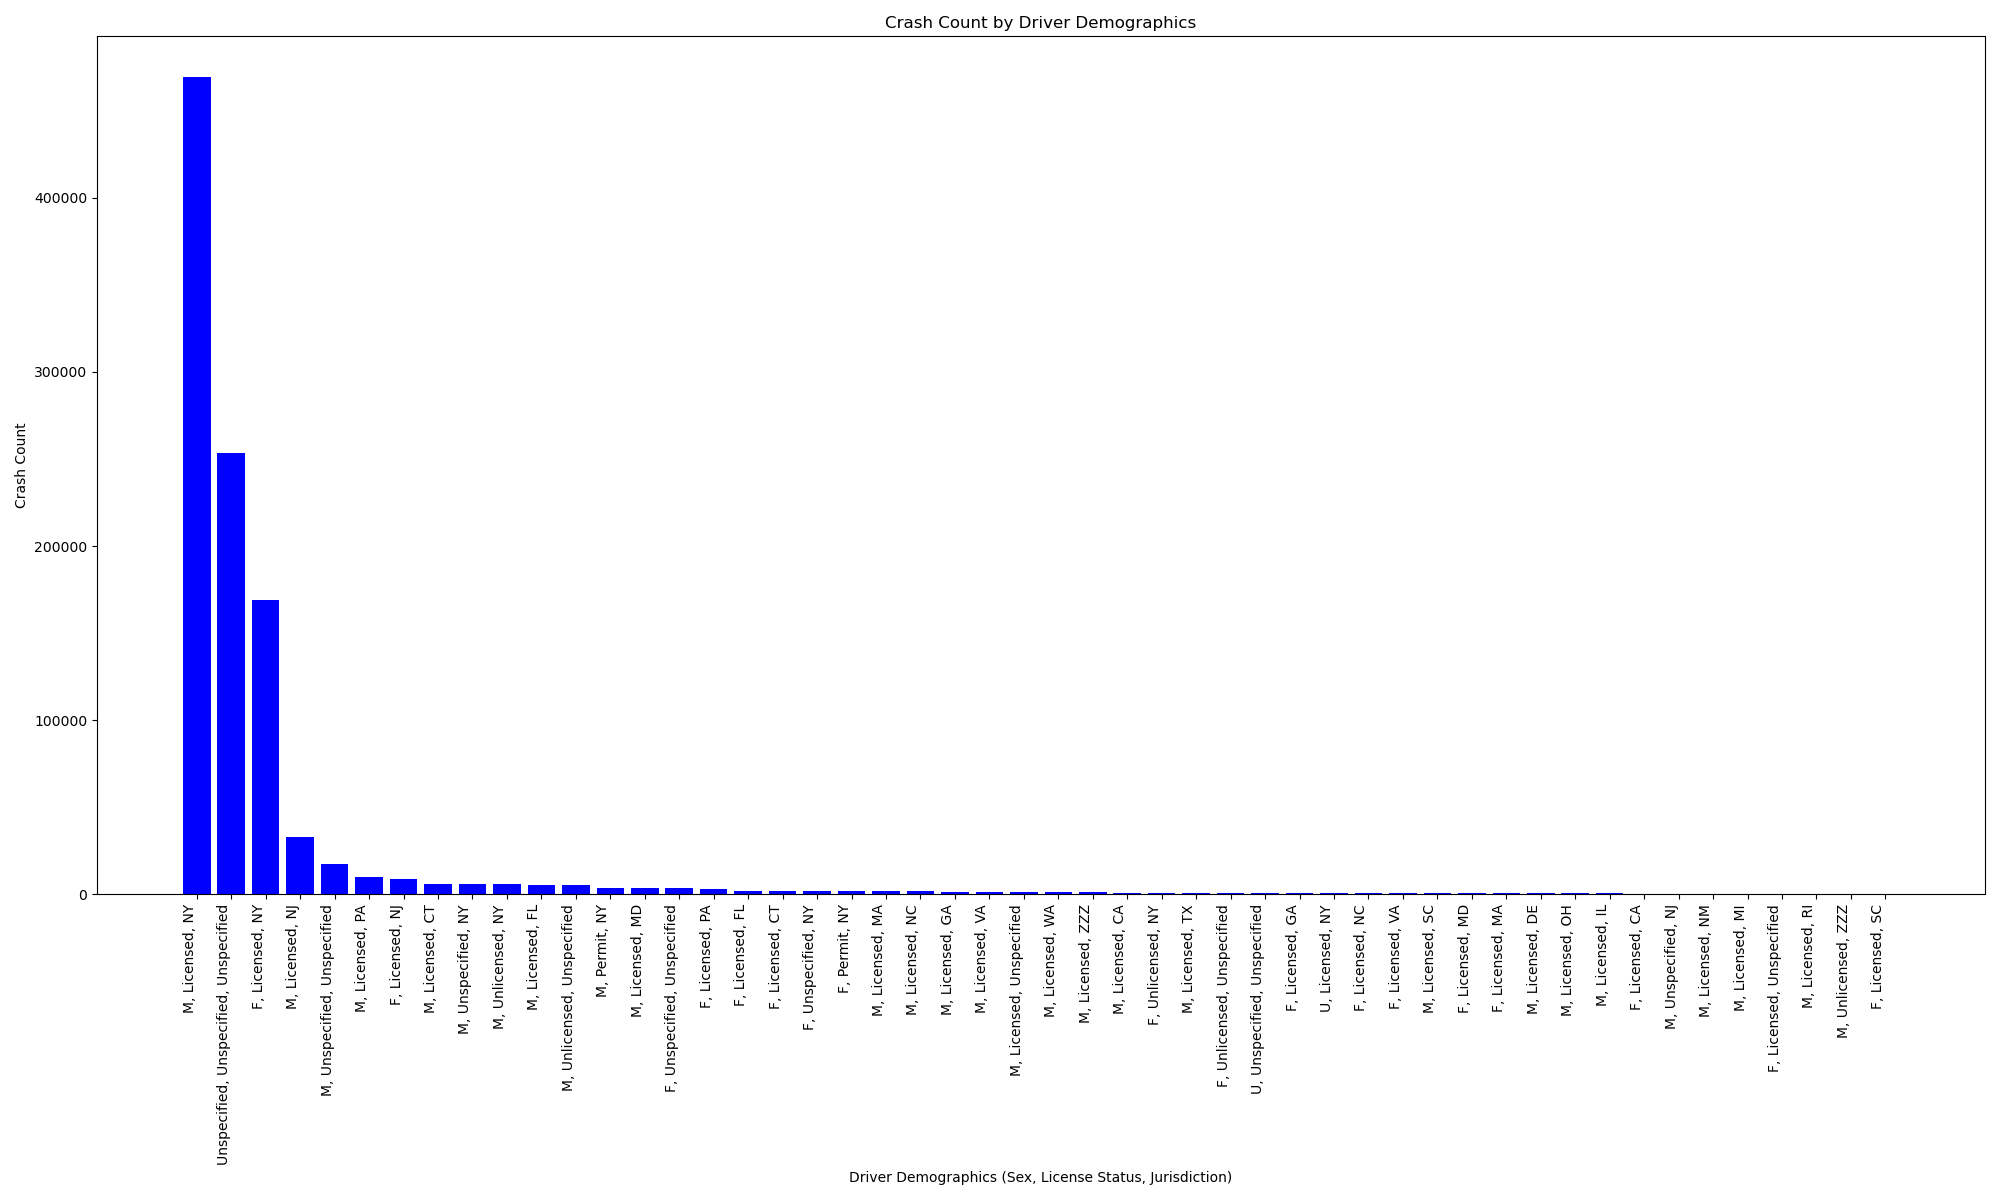 Crash Count by Driver Demographics
Crash Count
400000
300000
200000
100000
0
M, Licensed, NY
Unspecified, Unspecified, Unspecified
F, Licensed, NY
M, Licensed, NJ
M, Unspecified, Unspecified
M, Licensed, PA
F, Licensed, NJ
M, Licensed, CT
M, Unspecified, NY
M, Unlicensed, NY
M, Licensed, FL
M, Unlicensed, Unspecified
M, Permit, NY
M, Licensed, MD
F, Unspecified, Unspecified
F, Licensed, PA
F, Licensed, FL
F, Licensed, CT
F, Unspecified, NY
F, Permit, NY
M, Licensed, MA
M, Licensed, NC
M, Licensed, GA
M, Licensed, VA
M, Licensed, Unspecified
M, Licensed, WA
M, Licensed, ZZZ
M, Licensed, CA
F, Unlicensed, NY
M, Licensed, TX
F, Unlicensed, Unspecified
U, Unspecified, Unspecified
F, Licensed, GA
U, Licensed, NY
F, Licensed, NC
F, Licensed, VA
M, Licensed, SC
F, Licensed, MD
F, Licensed, MA
M, Licensed, DE
M, Licensed, OH
M, Licensed, IL
F, Licensed, CA
M, Unspecified, NJ
M, Licensed, NM
M, Licensed, MI
F, Licensed, Unspecified
M, Licensed, RI
M, Unlicensed, ZZZ
F, Licensed, SC
Driver Demographics (Sex, License Status, Jurisdiction)